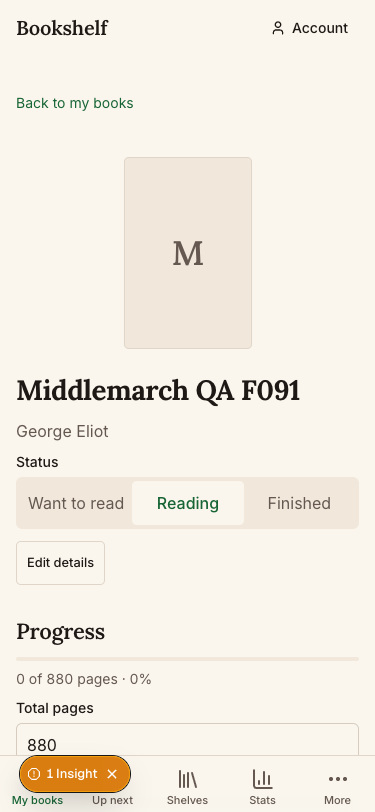 Bookshelf
Account
Back to my books
M
Middlemarch QA F091
George Eliot
Status
Want to read Reading Finished
Edit details
Progress
0 of 880 pages · 0%
Total pages
880
1 Insight
My books Up next Shelves Stats More